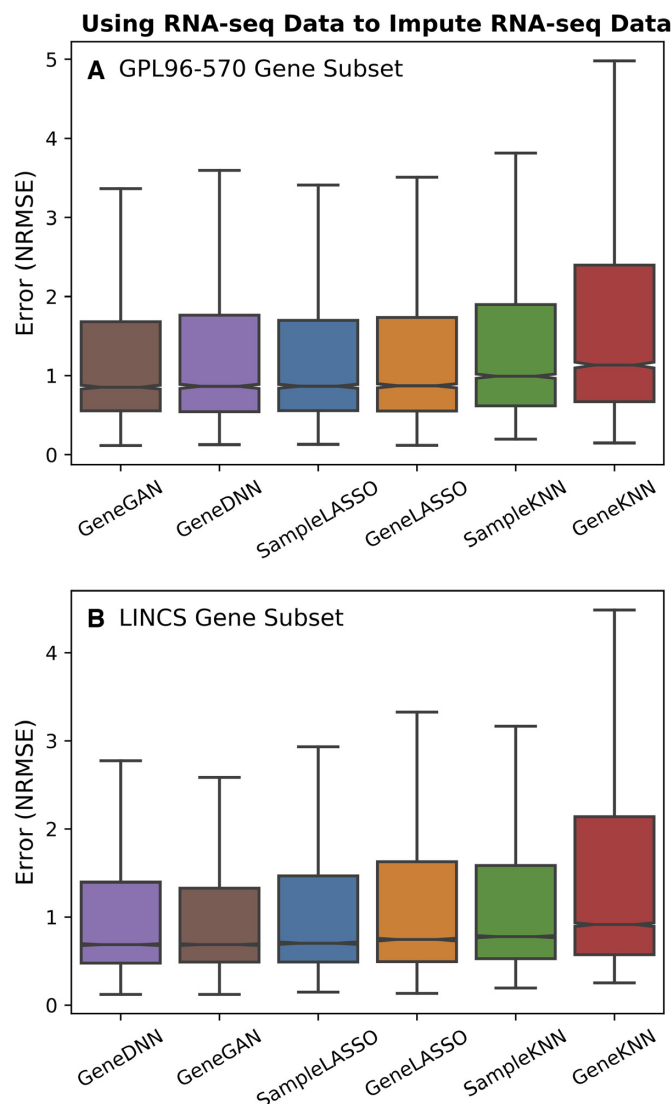 Using RNA-seq Data to Impute RNA-seq Data
A GPL96-570 Gene Subset
5
4
3
2
1
0
Error (NRMSE)
GeneGAN
GeneDNN
SampleLASSO
GeneLASSO
SampleKNN
GeneKNN
B LINCS Gene Subset
4
3
2
1
0
Error (NRMSE)
GeneDNN
GeneGAN
SampleLASSO
GeneLASSO
SampleKNN
GeneKNN